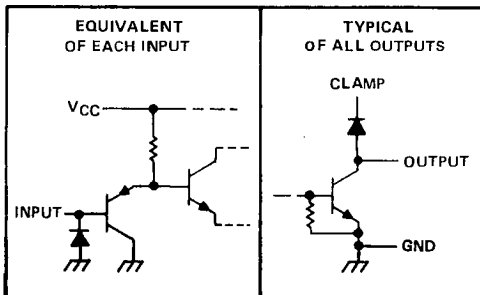 EQUIVALENT
OF EACH INPUT
VCC
INPUT
TYPICAL
OF ALL OUTPUTS
CLAMP
OUTPUT
GND